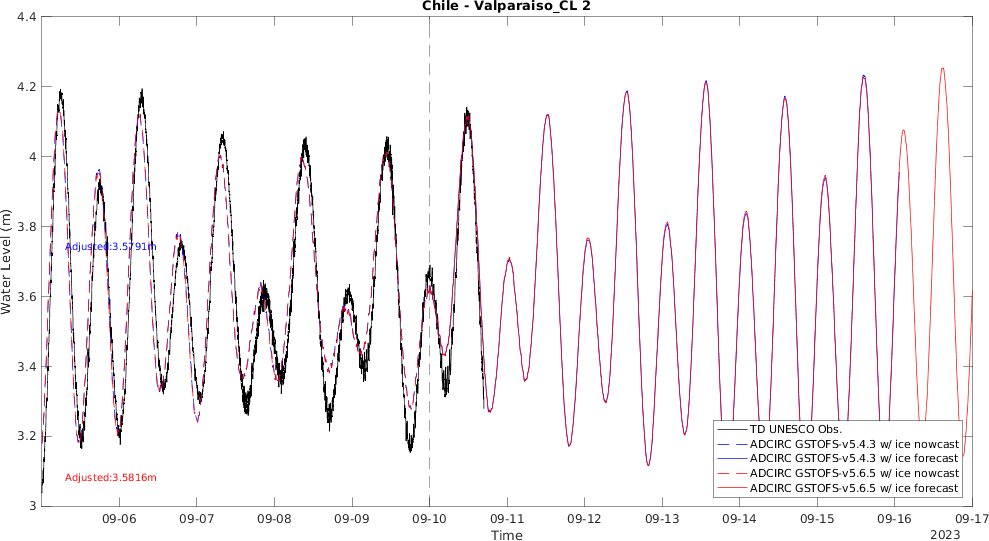 Chile - Valparaiso_CL 2
Water Level (m)
4.4
4.2
4
3.8
3.6
3.4
3.2
3
Adjusted:3.5791m
Adjusted:3.5816m
TD UNESCO Obs.
ADCIRC GSTOFS-v5.4.3 w/ ice nowcast
ADCIRC GSTOFS-v5.4.3 w/ ice forecast
ADCIRC GSTOFS-v5.6.5 w/ ice nowcast
ADCIRC GSTOFS-v5.6.5 w/ ice forecast
09-06 09-07 09-08 09-09 09-10 09-11 09-12 09-13 09-14 09-15 09-16 09-17
Time
2023